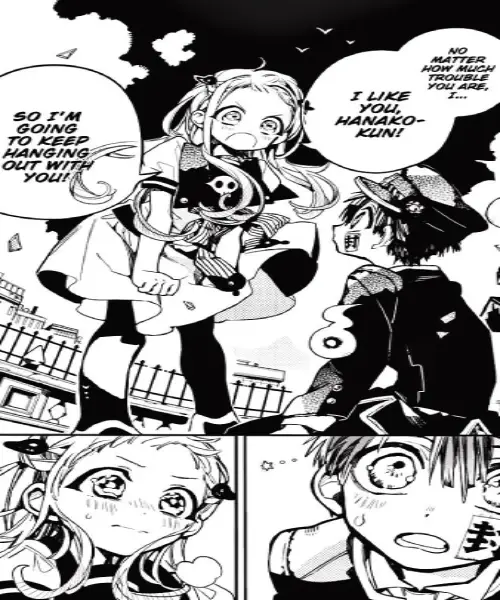 NO
MATTER
HOW MUCH
TROUBLE
YOU ARE,
I...
I LIKE
YOU,
HANAKO-
KUN!
SO I'M
GOING
TO KEEP
HANGING
OUT WITH
YOU!
封
封